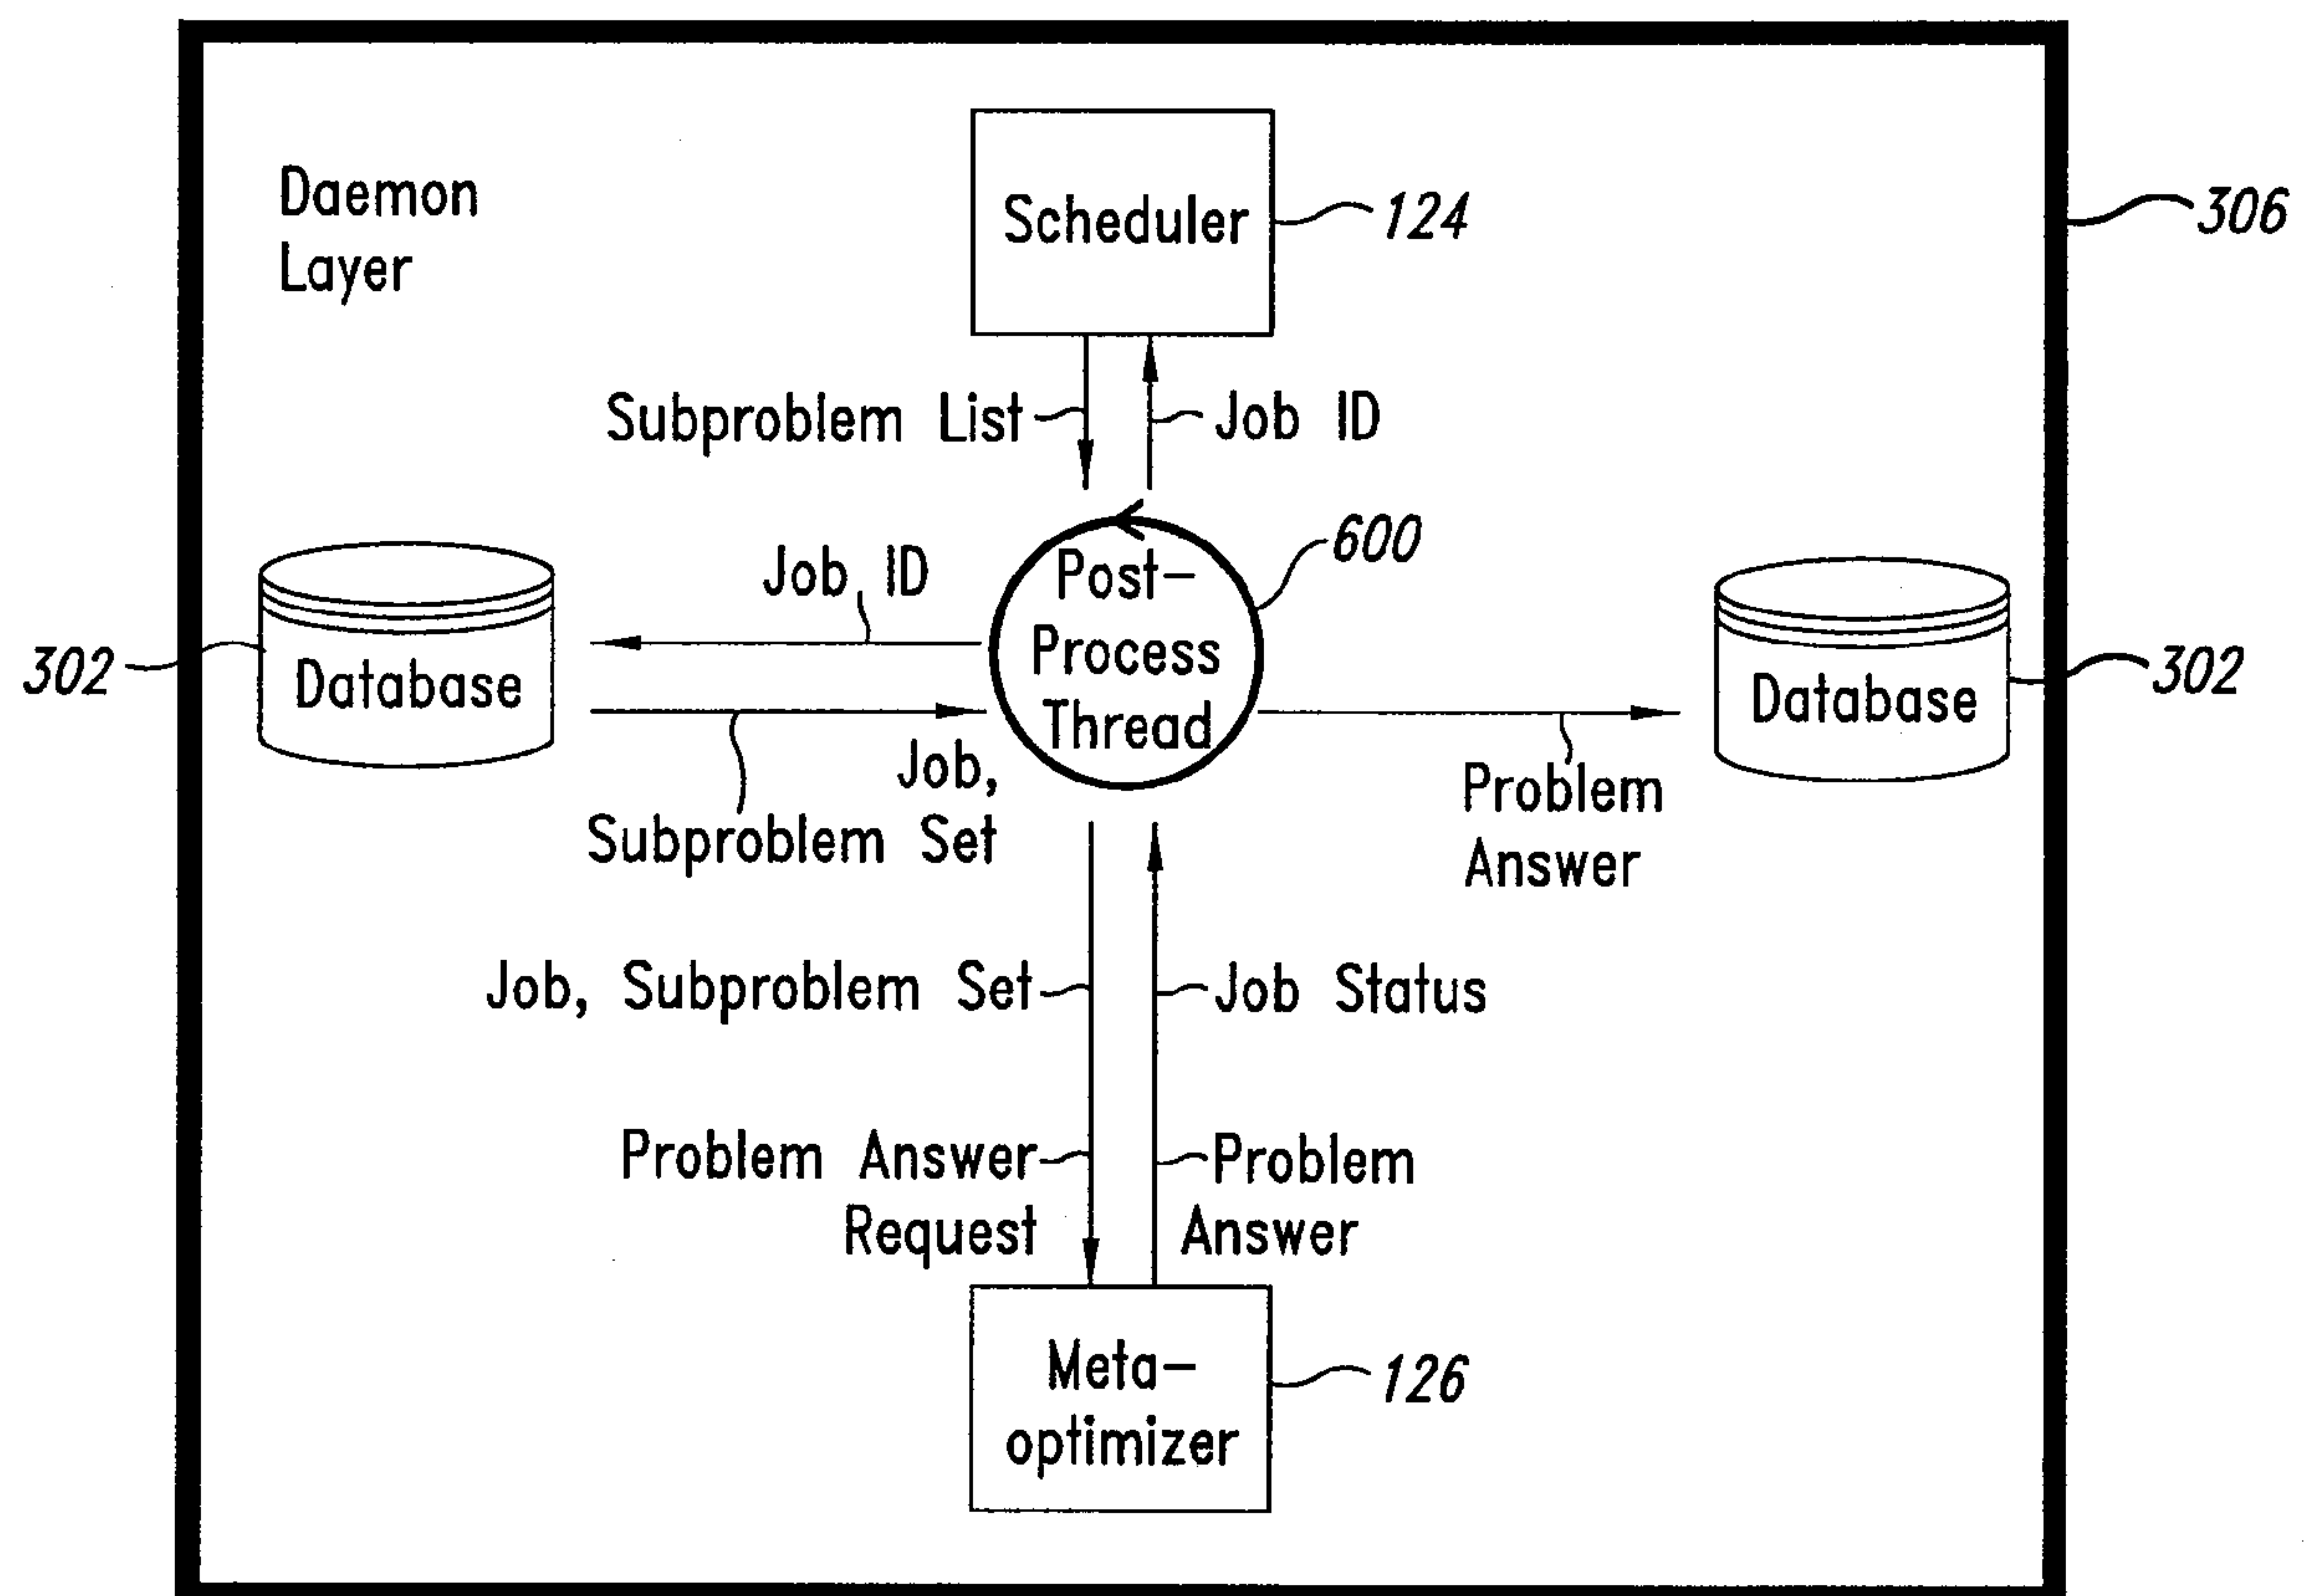 Daemon
Layer
Scheduler
124
306
Subproblem List
Job ID
600
Job ID
Post-
Process
Thread
302
Database
Database
302
Job,
Subproblem Set
Problem
Answer
Job, Subproblem Set
Job Status
Problem Answer
Request
Problem
Answer
Meta-
optimizer
126